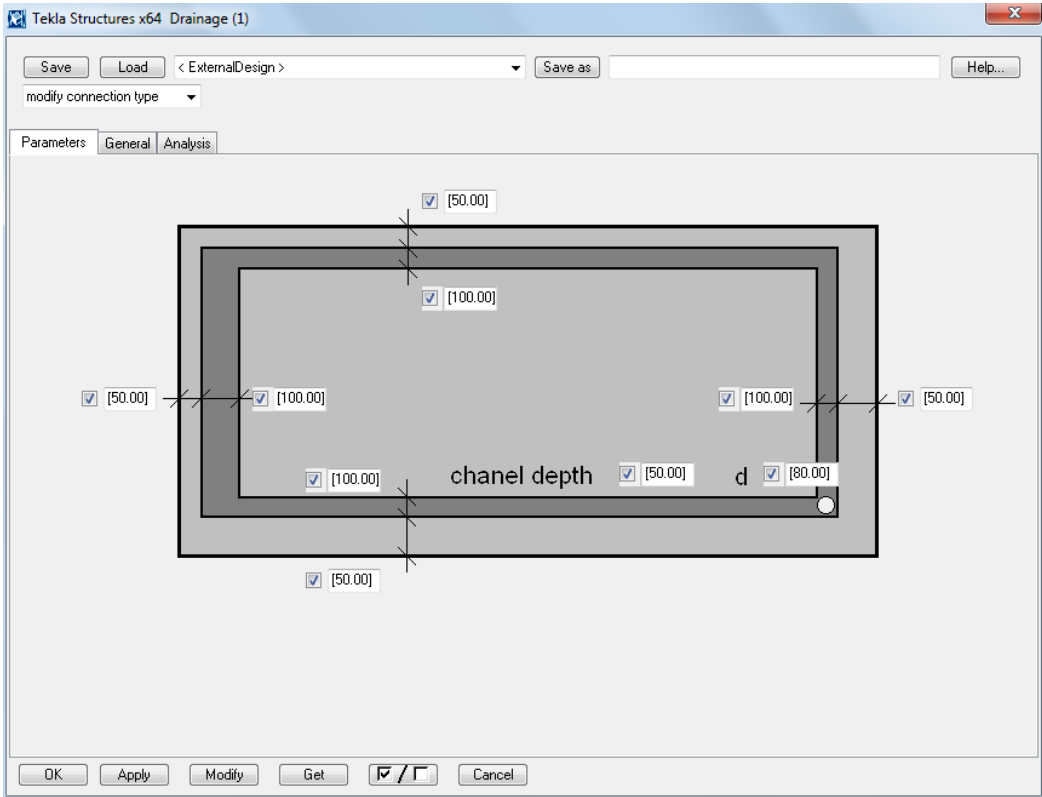 Tekla Structures x64 Drainage (1)
Save Load < ExternalDesign > Save as Help...
modify connection type
Parameters General Analysis
[50.00]
[100.00]
[50.00] [100.00] [100.00] [50.00]
[100.00] chanel depth [50.00] d [80.00]
[50.00]
OK Apply Modify Get / Cancel